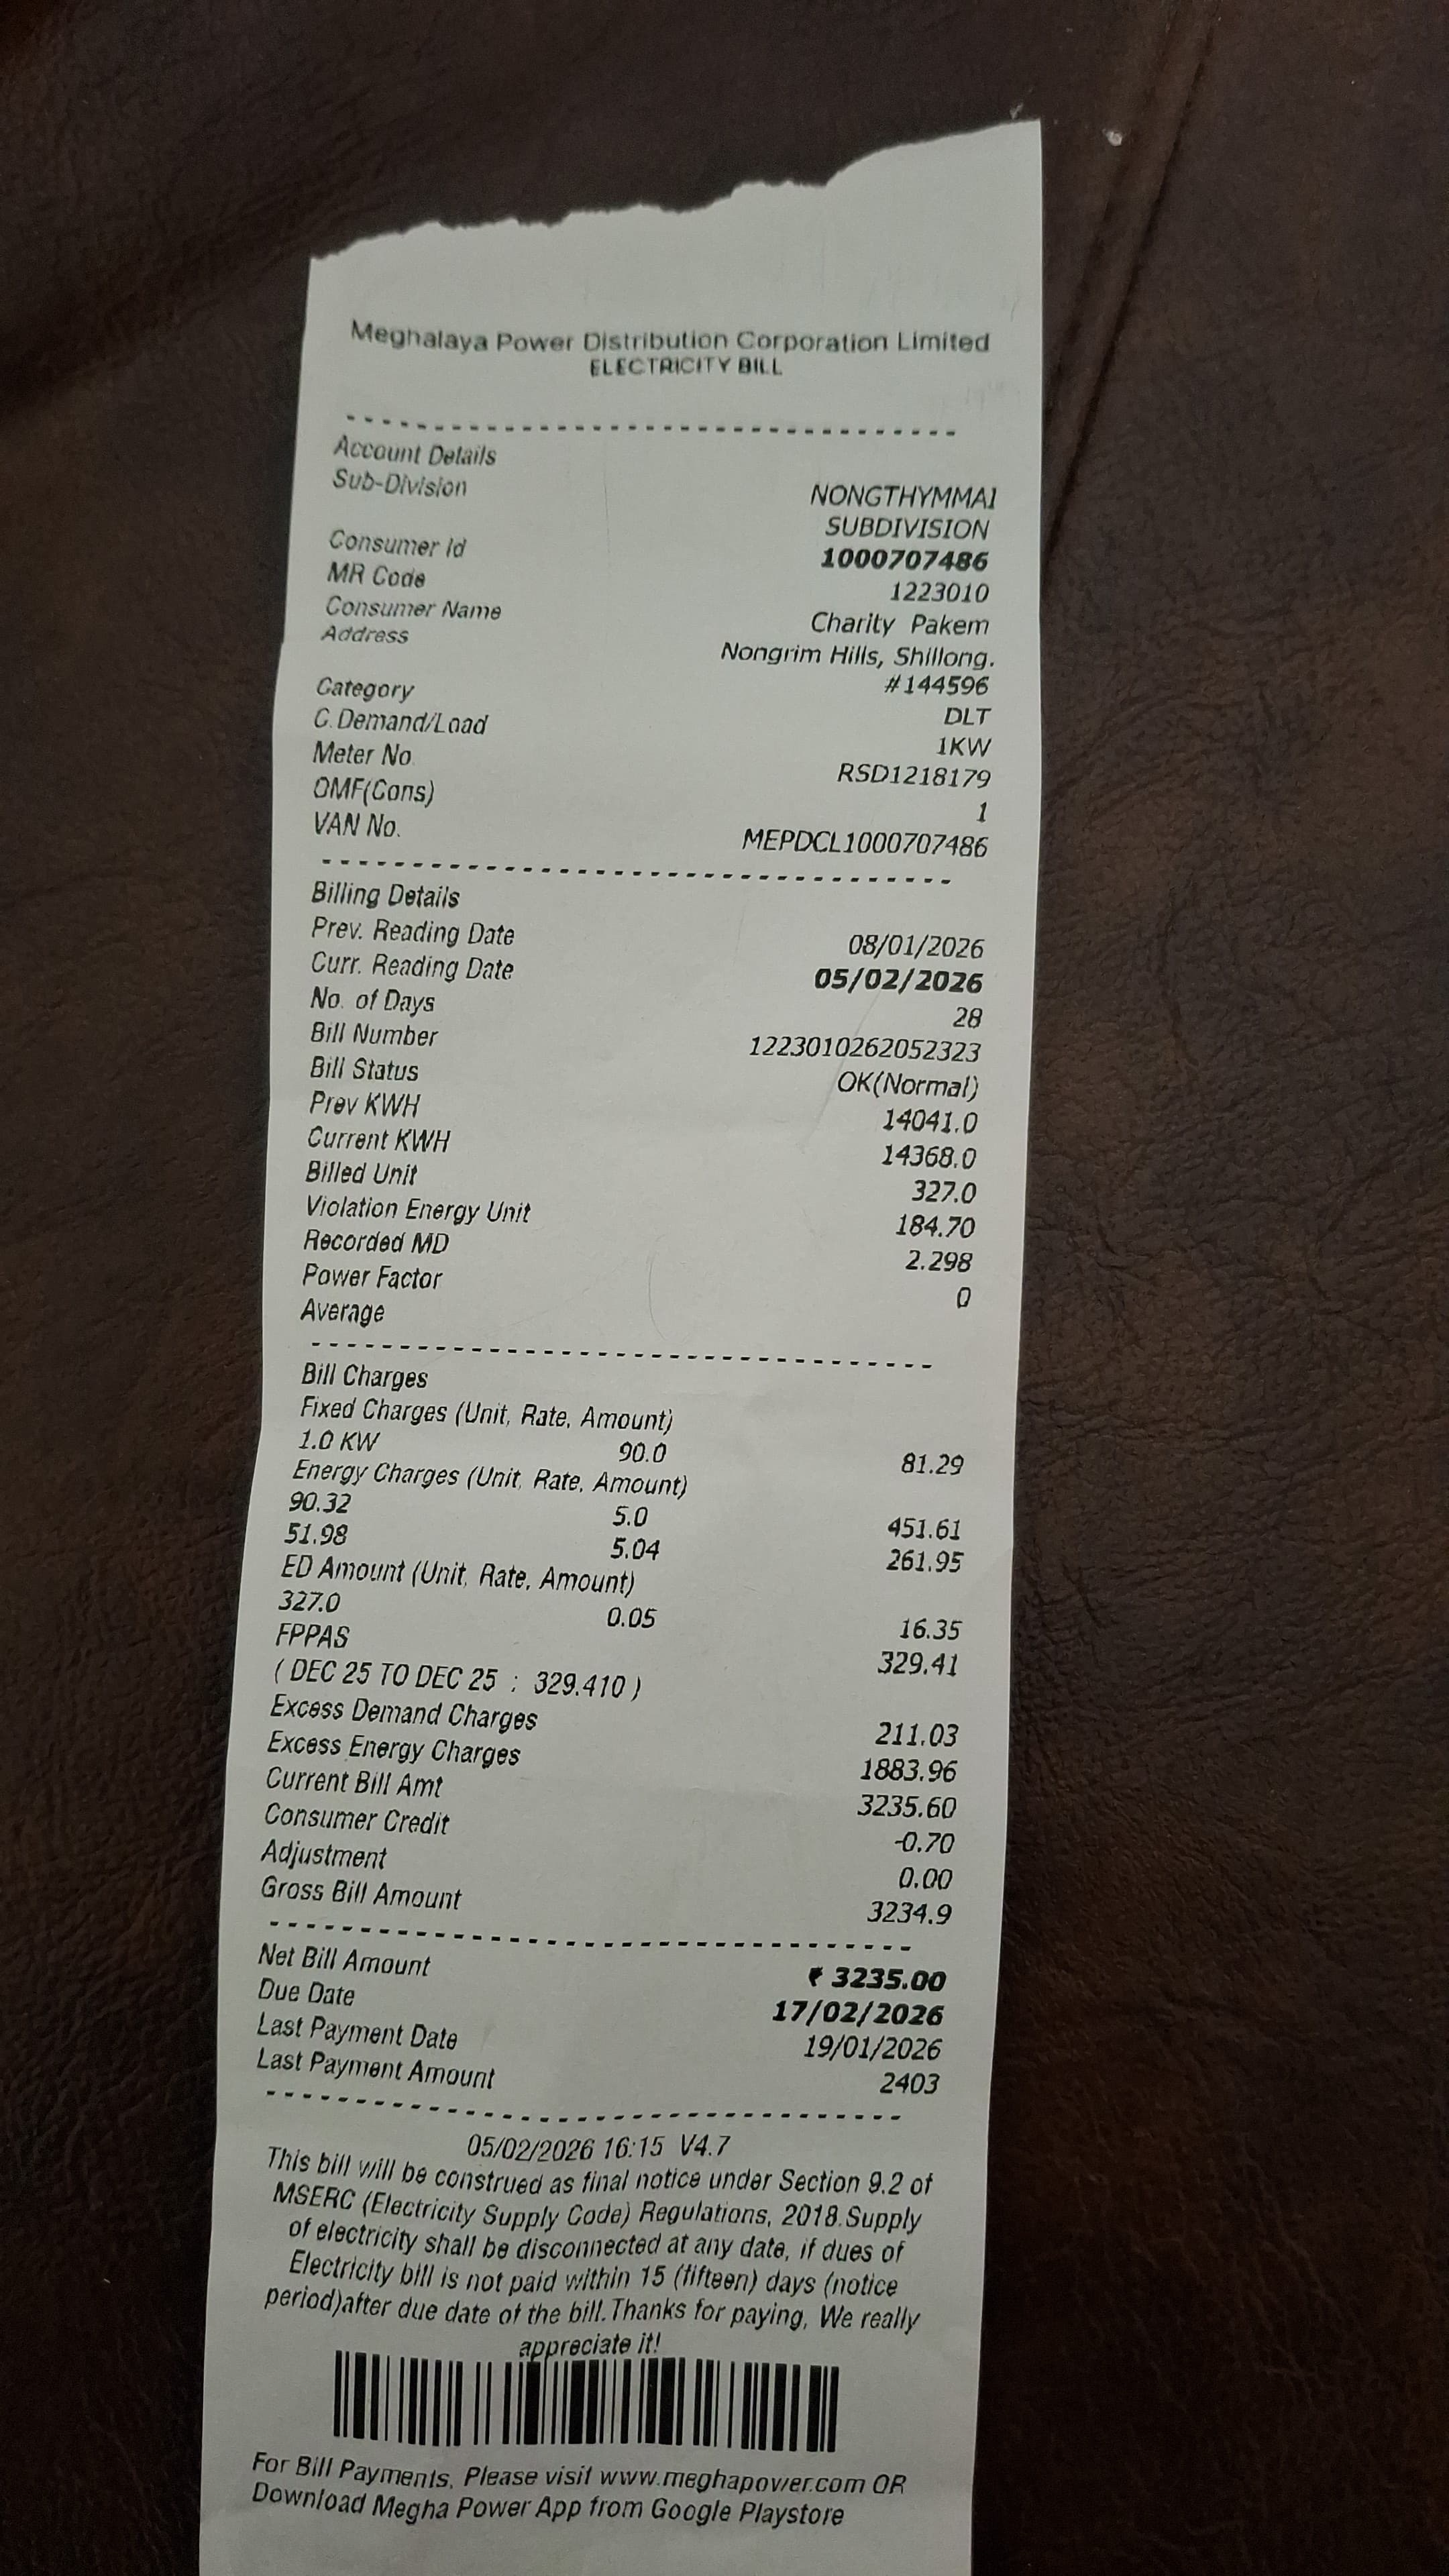 Meghalaya Power Distribution Corporation Limited
ELECTRICITY BILL
Account Details
Sub-Division NONGTHYMMAI
SUBDIVISION
Consumer Id 1000707486
MR Code 1223010
Consumer Name Charity Pakem
Address Nongrim Hills, Shillong.
#144596
Category DLT
C.Demand/Load 1KW
Meter No. RSD1218179
OMF(Cons) 1
VAN No. MEPDCL1000707486
Billing Details
Prev. Reading Date 08/01/2026
Curr. Reading Date 05/02/2026
No. of Days 28
Bill Number 1223010262052323
Bill Status OK(Normal)
Prev KWH 14041.0
Current KWH 14368.0
Billed Unit 327.0
Violation Energy Unit 184.70
Recorded MD 2.298
Power Factor 0
Average
Bill Charges
Fixed Charges (Unit, Rate, Amount)
1.0 KW 90.0 81.29
Energy Charges (Unit, Rate, Amount)
90.32 5.0 451.61
51.98 5.04 261.95
ED Amount (Unit, Rate, Amount)
327.0 0.05 16.35
FPPAS 329.41
( DEC 25 TO DEC 25 : 329.410 )
Excess Demand Charges 211.03
Excess Energy Charges 1883.96
Current Bill Amt 3235.60
Consumer Credit -0.70
Adjustment 0.00
Gross Bill Amount 3234.9
Net Bill Amount ₹ 3235.00
Due Date 17/02/2026
Last Payment Date 19/01/2026
Last Payment Amount 2403
05/02/2026 16:15 V4.7
This bill will be construed as final notice under Section 9.2 of
MSERC (Electricity Supply Code) Regulations, 2018.Supply
of electricity shall be disconnected at any date, if dues of
Electricity bill is not paid within 15 (fifteen) days (notice
period)after due date of the bill.Thanks for paying, We really
appreciate it!
For Bill Payments, Please visit www.meghapower.com OR
Download Megha Power App from Google Playstore